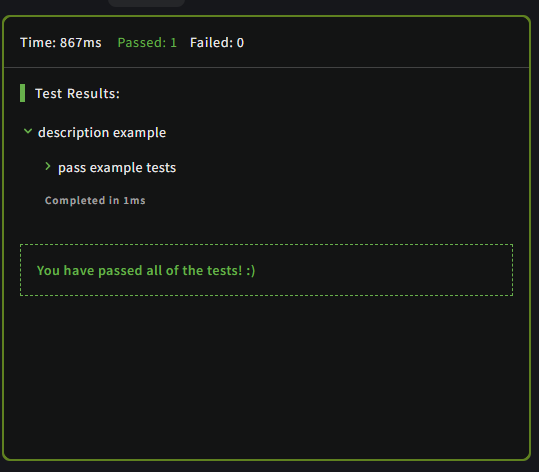 Time: 867ms Passed: 1 Failed: 0
Test Results:
description example
pass example tests
Completed in 1ms
You have passed all of the tests! :)